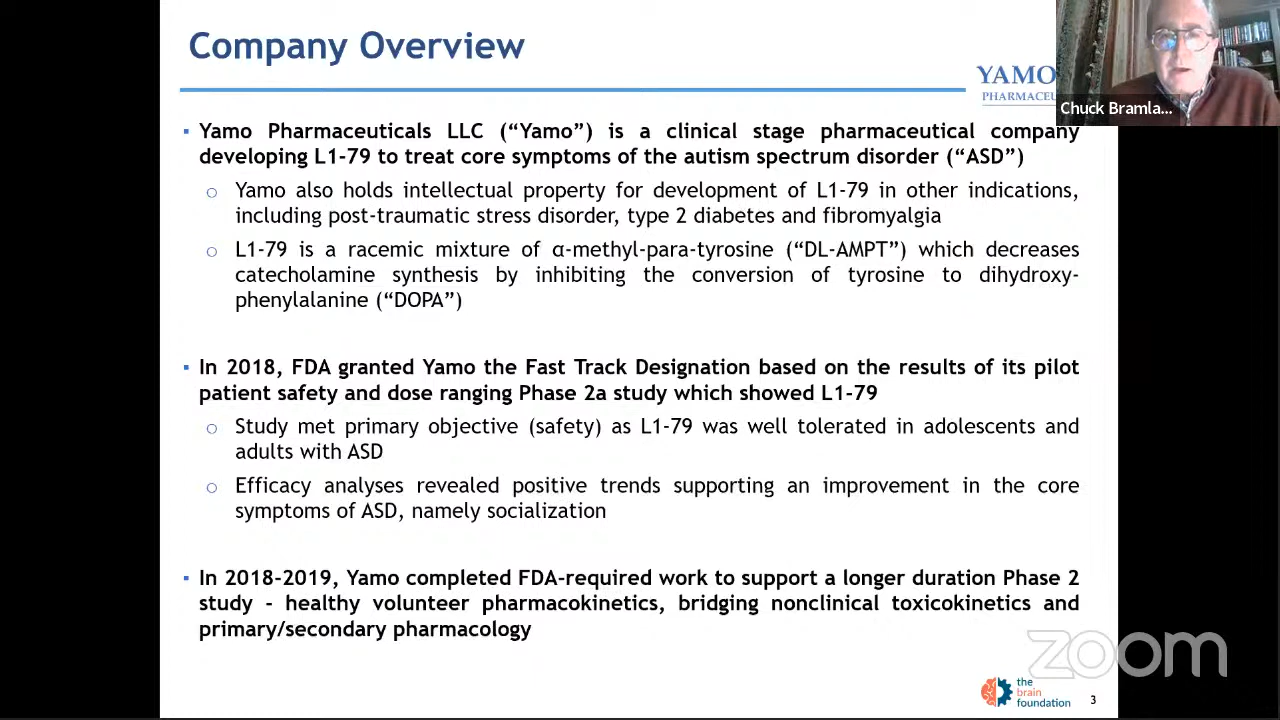 Company Overview
YAMO
PHARMACEU
Chuck Bramla...
▪ Yamo Pharmaceuticals LLC (“Yamo”) is a clinical stage pharmaceutical company
developing L1-79 to treat core symptoms of the autism spectrum disorder (“ASD”)
o Yamo also holds intellectual property for development of L1-79 in other indications,
including post-traumatic stress disorder, type 2 diabetes and fibromyalgia
o L1-79 is a racemic mixture of α-methyl-para-tyrosine (“DL-AMPT”) which decreases
catecholamine synthesis by inhibiting the conversion of tyrosine to dihydroxy-
phenylalanine (“DOPA”)
▪ In 2018, FDA granted Yamo the Fast Track Designation based on the results of its pilot
patient safety and dose ranging Phase 2a study which showed L1-79
o Study met primary objective (safety) as L1-79 was well tolerated in adolescents and
adults with ASD
o Efficacy analyses revealed positive trends supporting an improvement in the core
symptoms of ASD, namely socialization
▪ In 2018-2019, Yamo completed FDA-required work to support a longer duration Phase 2
study - healthy volunteer pharmacokinetics, bridging nonclinical toxicokinetics and
primary/secondary pharmacology
zoom
the
brain
foundation
3